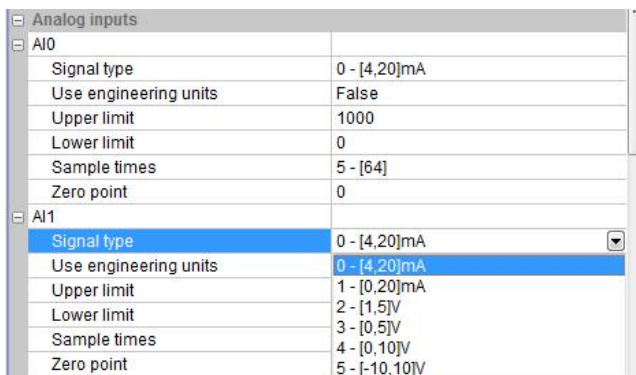 Analog inputs
AI0
Signal type 0 - [4,20]mA
Use engineering units False
Upper limit 1000
Lower limit 0
Sample times 5 - [64]
Zero point 0
AI1
Signal type 0 - [4,20]mA
Use engineering units 0 - [4,20]mA
Upper limit 1 - [0,20]mA
Lower limit 2 - [1,5]V
3 - [0,5]V
Sample times 4 - [0,10]V
Zero point 5 - [-10,10]V